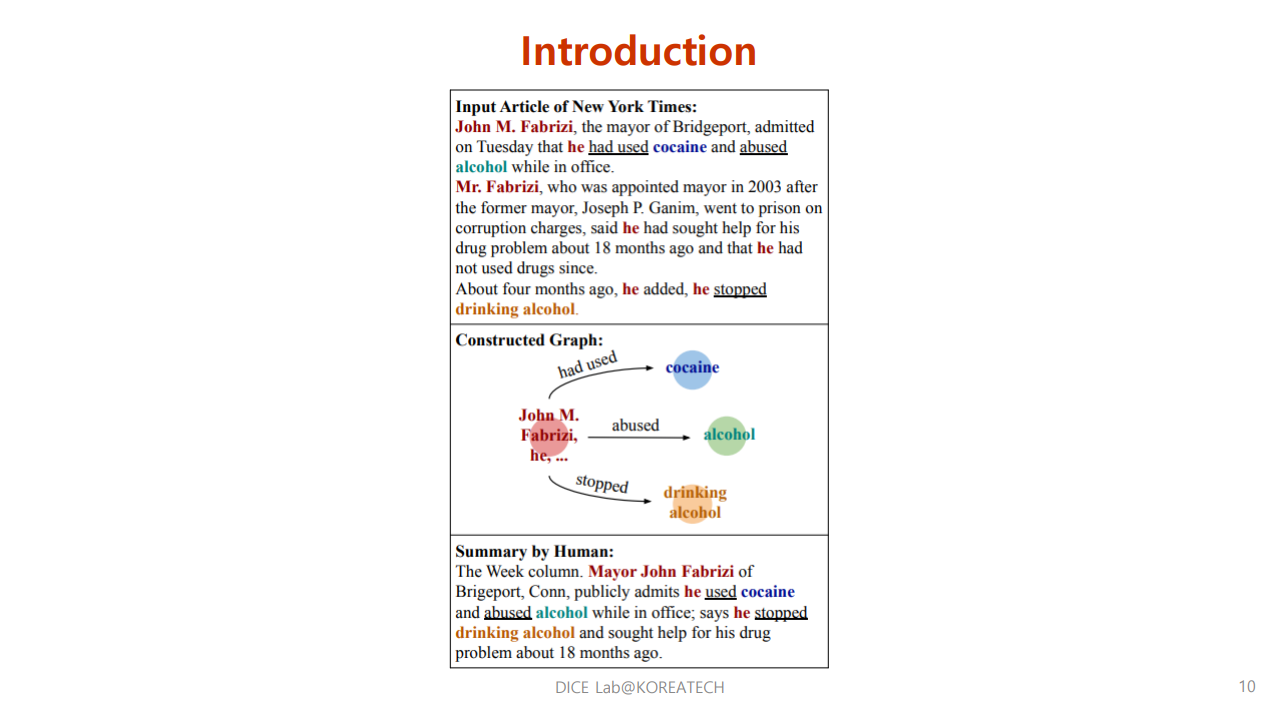 Introduction
Input Article of New York Times:
John M. Fabrizi, the mayor of Bridgeport, admitted
on Tuesday that he had used cocaine and abused
alcohol while in office.
Mr. Fabrizi, who was appointed mayor in 2003 after
the former mayor, Joseph P. Ganim, went to prison on
corruption charges, said he had sought help for his
drug problem about 18 months ago and that he had
not used drugs since.
About four months ago, he added, he stopped
drinking alcohol.
Constructed Graph:
had used
cocaine
John M.
Fabrizi,
he, ...
abused
alcohol
stopped
drinking
alcohol
Summary by Human:
The Week column. Mayor John Fabrizi of
Brigeport, Conn, publicly admits he used cocaine
and abused alcohol while in office; says he stopped
drinking alcohol and sought help for his drug
problem about 18 months ago.
DICE Lab@KOREATECH
10